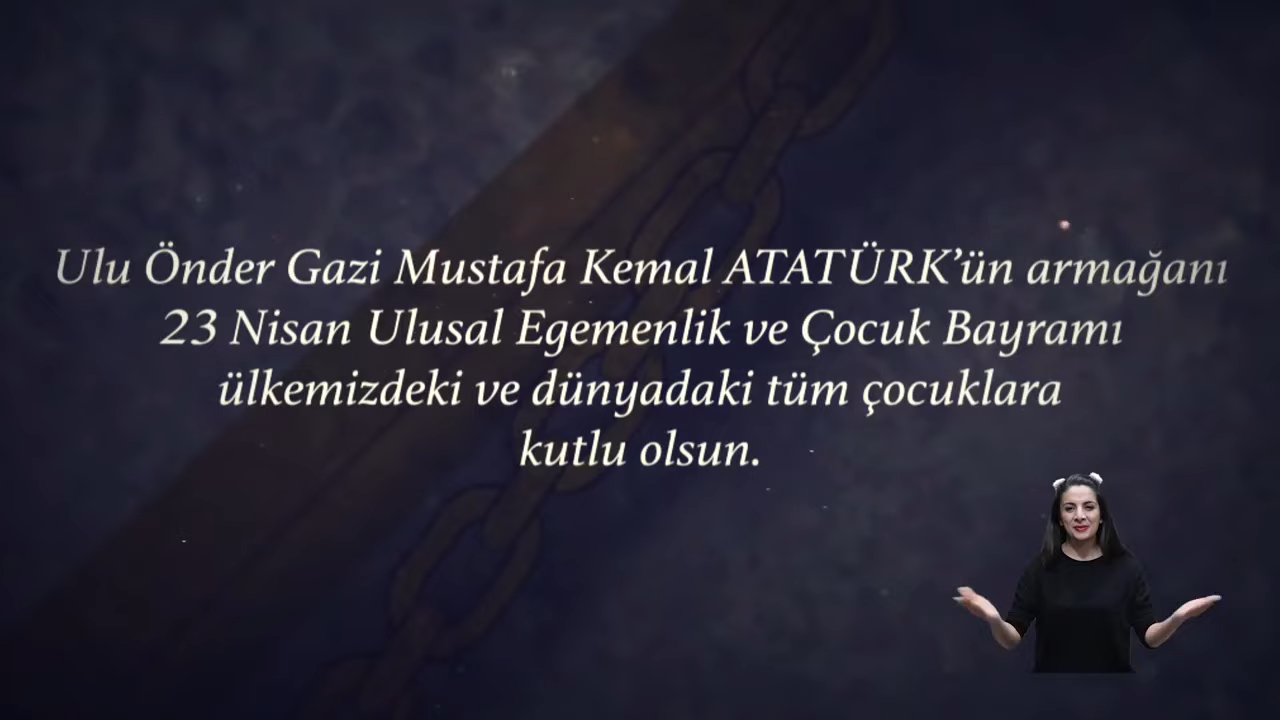 Ulu Önder Gazi Mustafa Kemal ATATÜRK’ün armağanı
23 Nisan Ulusal Egemenlik ve Çocuk Bayramı
ülkemizdeki ve dünyadaki tüm çocuklara
kutlu olsun.